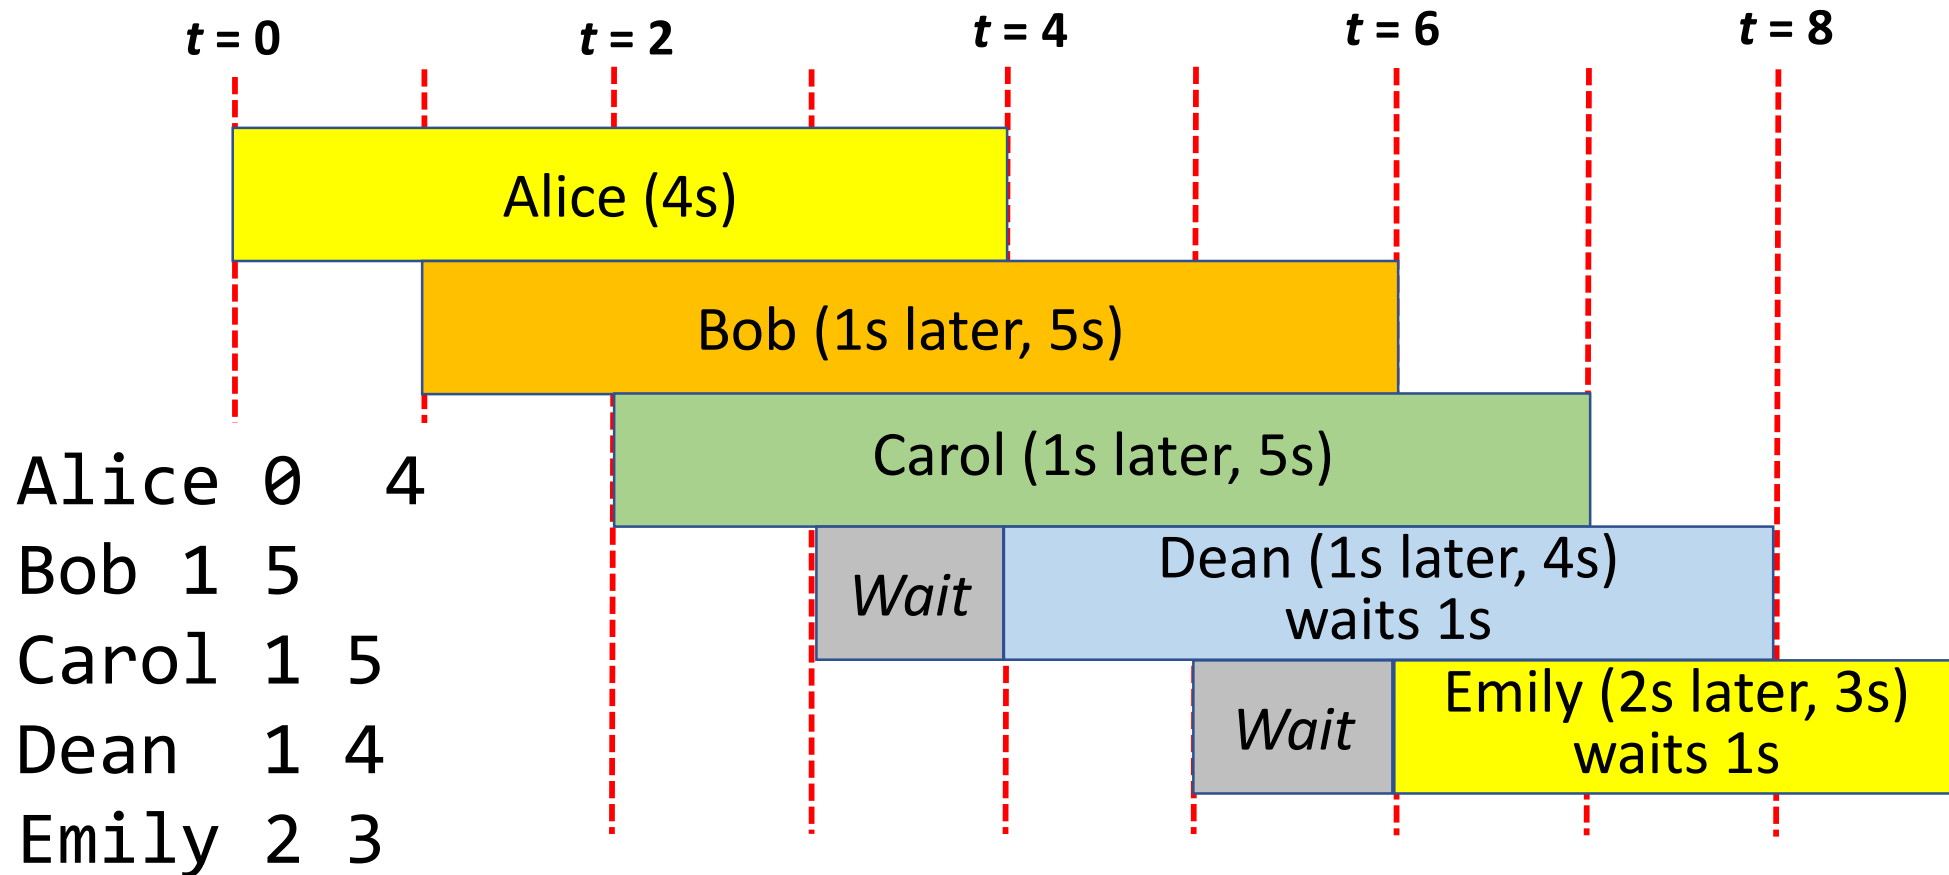 t = 0 t = 2 t = 4 t = 6 t = 8
Alice (4s)
Bob (1s later, 5s)
Carol (1s later, 5s)
Wait
Dean (1s later, 4s)
waits 1s
Wait
Emily (2s later, 3s)
waits 1s
Alice 0  4
Bob 1 5
Carol 1 5
Dean  1 4
Emily 2 3